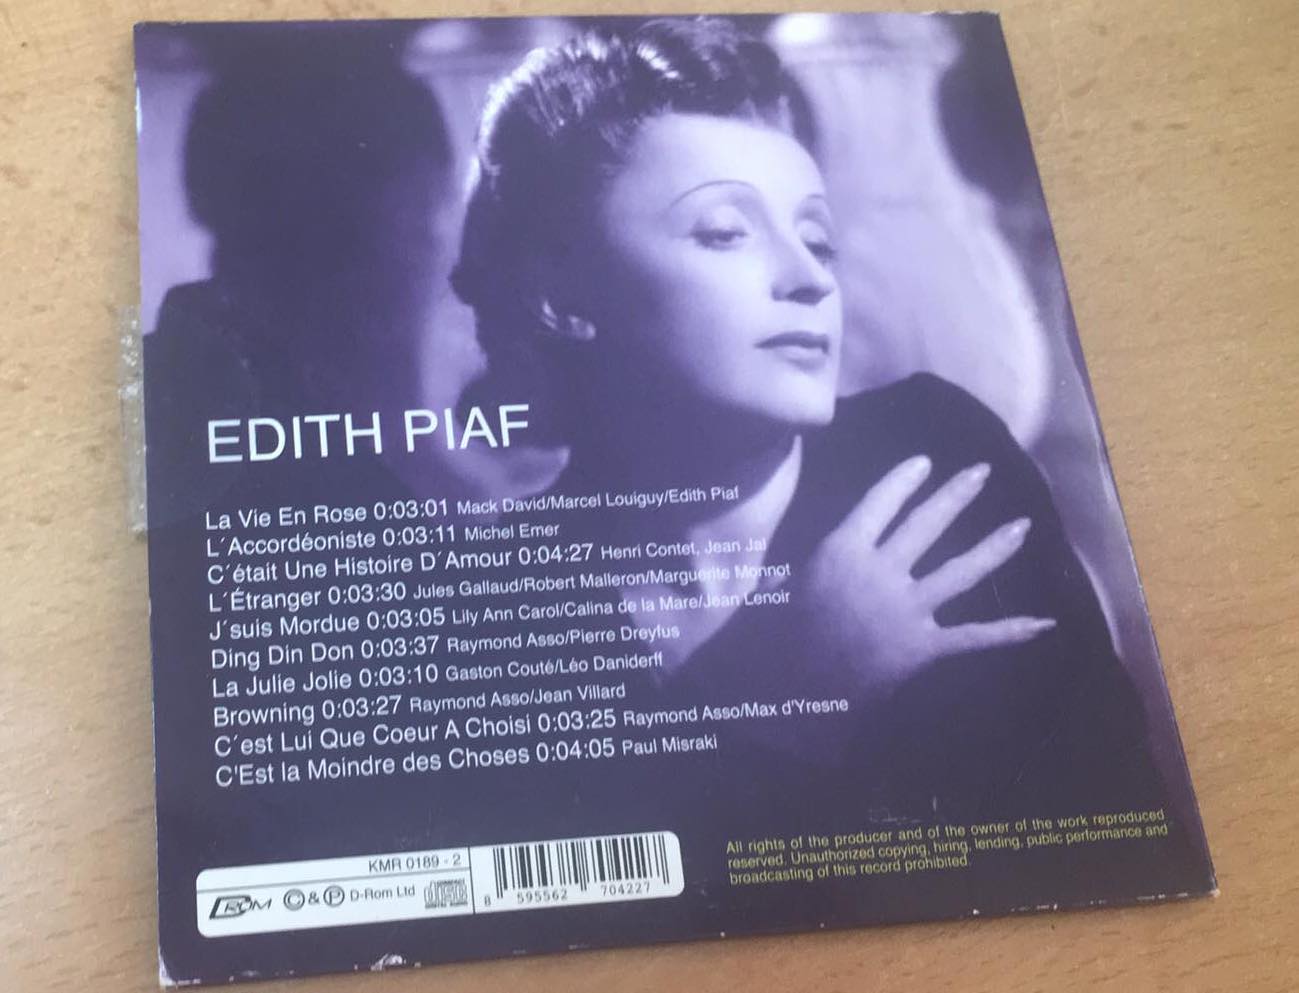 EDITH PIAF
La Vie En Rose 0:03:01 Mack David/Marcel Louiguy/Edith Piaf
L´Accordéoniste 0:03:11 Michel Emer
C´était Une Histoire D´Amour 0:04:27 Henri Contet, Jean Jal
L´Étranger 0:03:30 Jules Gallaud/Robert Malleron/Marguerite Monnot
J´suis Mordue 0:03:05 Lily Ann Carol/Calina de la Mare/Jean Lenoir
Ding Din Don 0:03:37 Raymond Asso/Pierre Dreyfus
La Julie Jolie 0:03:10 Gaston Couté/Léo Daniderff
Browning 0:03:27 Raymond Asso/Jean Villard
C´est Lui Que Coeur A Choisi 0:03:25 Raymond Asso/Max d'Yresne
C'Est la Moindre des Choses 0:04:05 Paul Misraki
KMR 0189 - 2
DROM © & ℗ D-Rom Ltd
8 595562 704227
All rights of the producer and of the owner of the work reproduced
reserved. Unauthorized copying, hiring, lending, public performance and
broadcasting of this record prohibited.